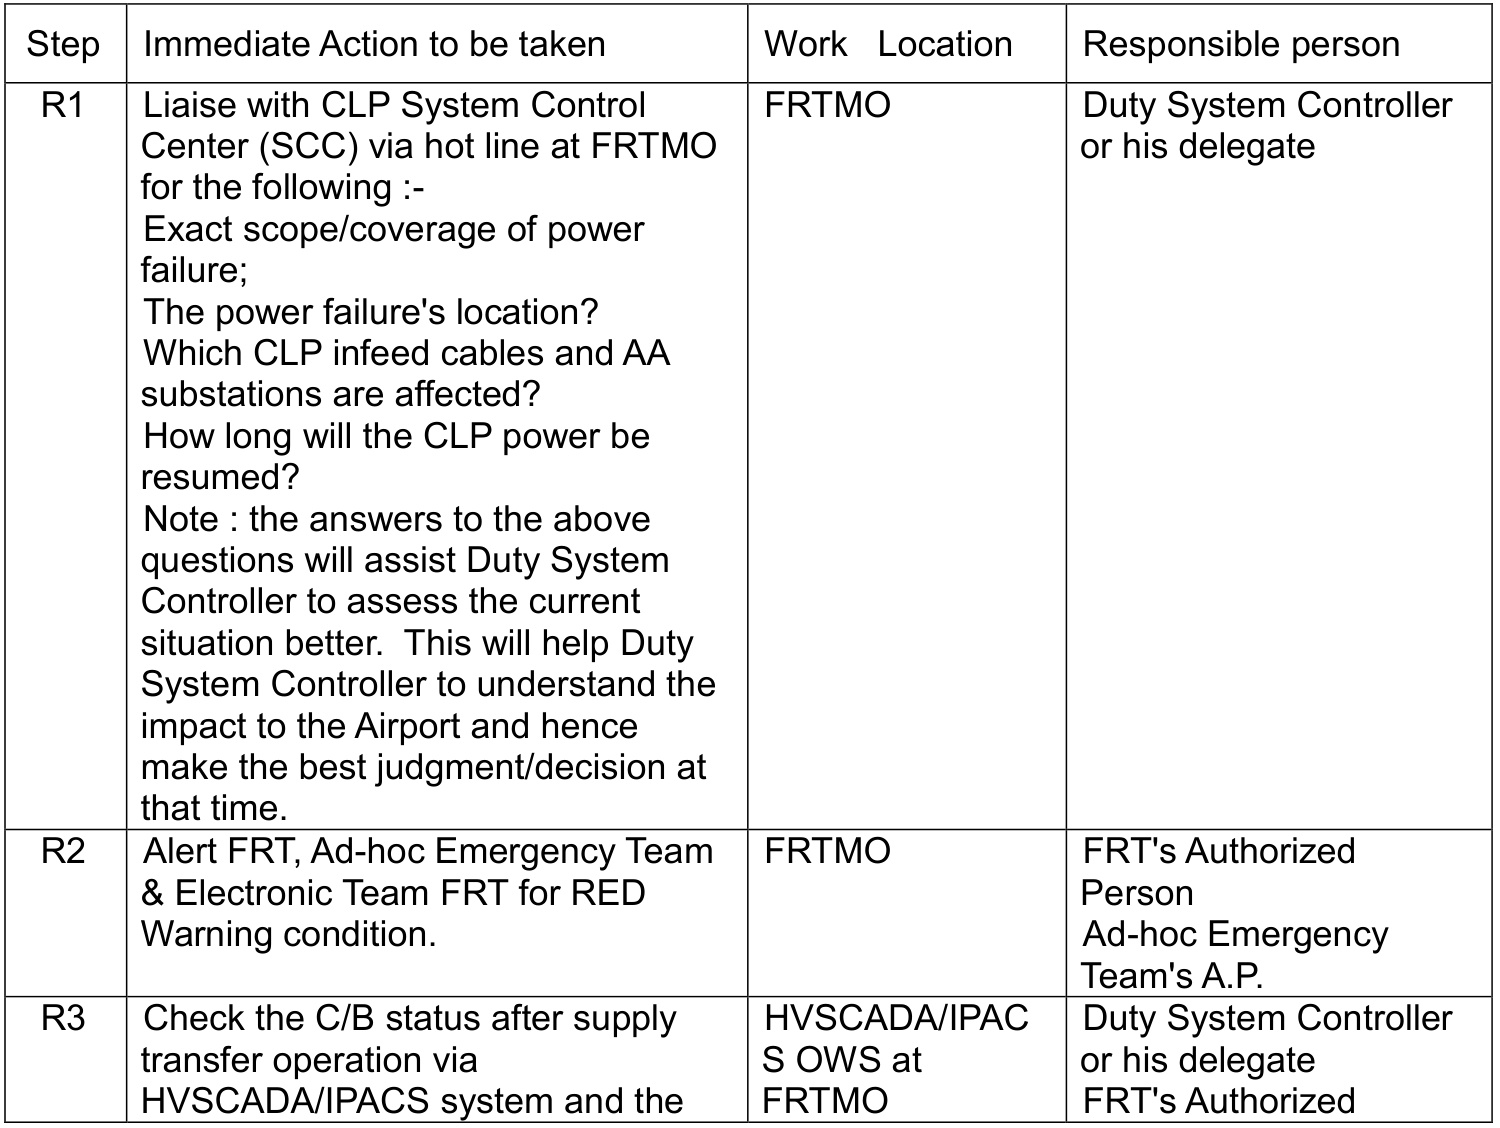 Step
Immediate Action to be taken
Work Location
Responsible person
R1
Liaise with CLP System Control
Center (SCC) via hot line at FRTMO
for the following :-
Exact scope/coverage of power
failure;
The power failure's location?
Which CLP infeed cables and AA
substations are affected?
How long will the CLP power be
resumed?
Note : the answers to the above
questions will assist Duty System
Controller to assess the current
situation better. This will help Duty
System Controller to understand the
impact to the Airport and hence
make the best judgment/decision at
that time.
FRTMO
Duty System Controller
or his delegate
R2
Alert FRT, Ad-hoc Emergency Team
& Electronic Team FRT for RED
Warning condition.
FRTMO
FRT's Authorized
Person
Ad-hoc Emergency
Team's A.P.
R3
Check the C/B status after supply
transfer operation via
HVSCADA/IPACS system and the
HVSCADA/IPAC
S OWS at
FRTMO
Duty System Controller
or his delegate
FRT's Authorized